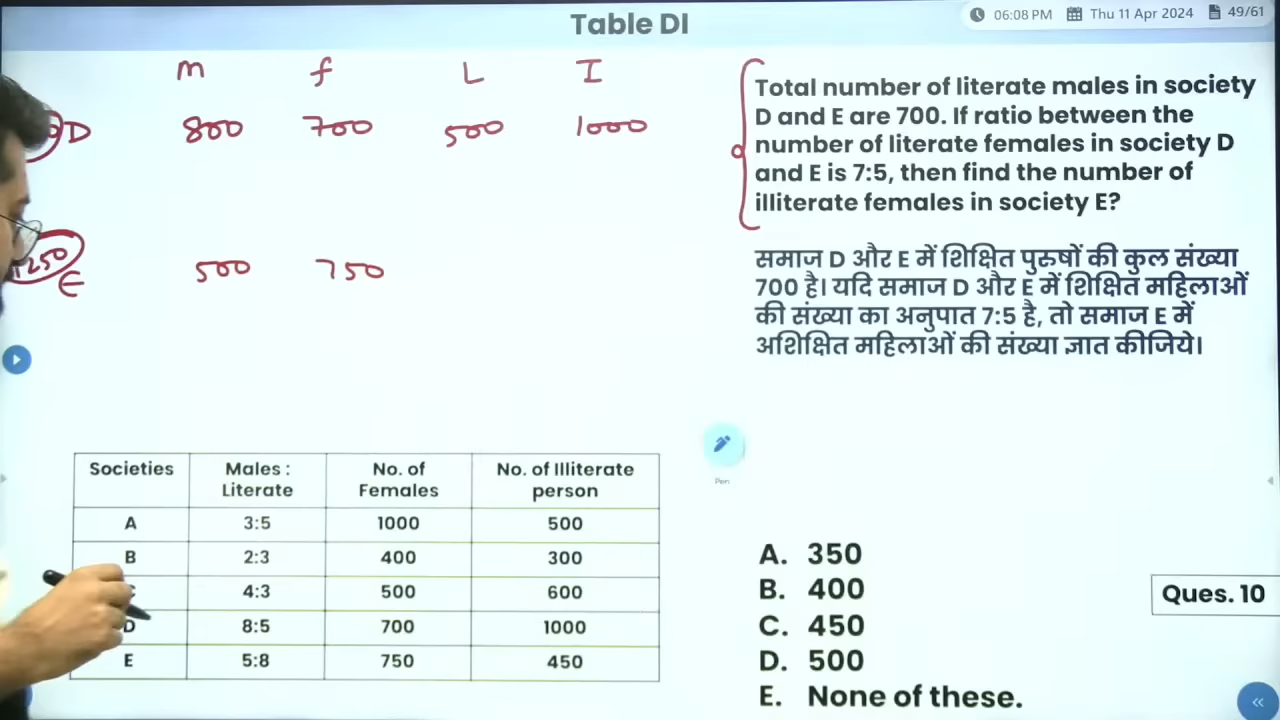 Table DI
06:08 PM Thu 11 Apr 2024 49/61
m f L I
D 800 700 500 1000
E 500 750
Total number of literate males in society
D and E are 700. If ratio between the
number of literate females in society D
and E is 7:5, then find the number of
illiterate females in society E?
समाज D और E में शिक्षित पुरुषों की कुल संख्या
700 है। यदि समाज D और E में शिक्षित महिलाओं
की संख्या का अनुपात 7:5 है, तो समाज E में
अशिक्षित महिलाओं की संख्या ज्ञात कीजिये।
Pen
Societies Males : Literate No. of Females No. of Illiterate person
A 3:5 1000 500
B 2:3 400 300
4:3 500 600
D 8:5 700 1000
E 5:8 750 450
A. 350
B. 400
C. 450
D. 500
E. None of these.
Ques. 10